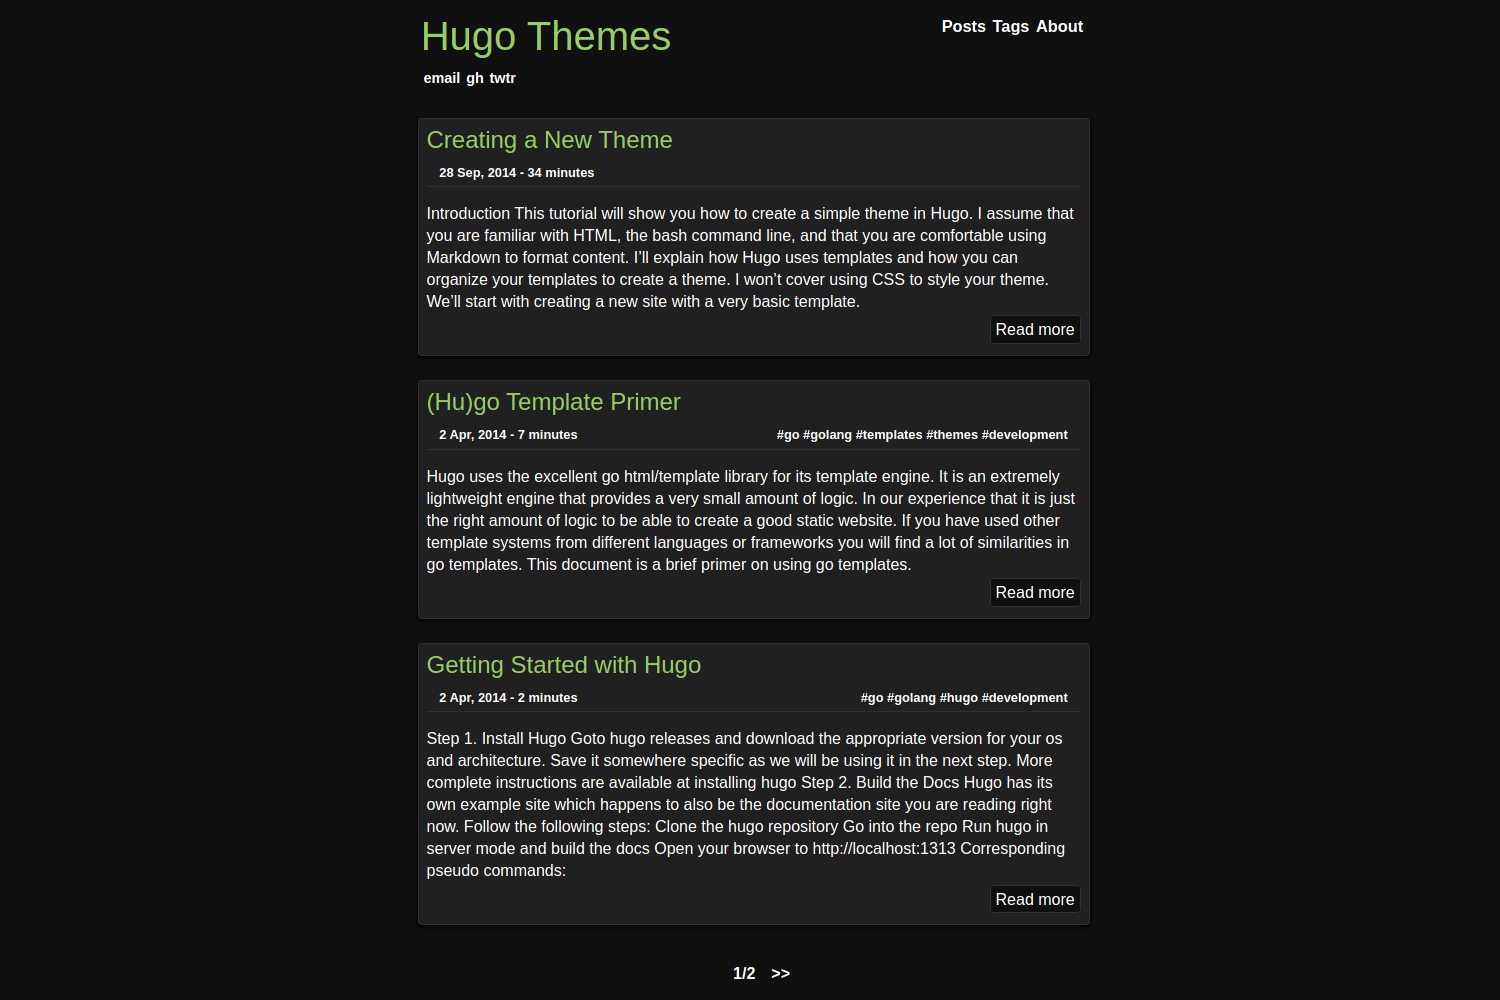 Hugo Themes
Posts Tags About
email gh twtr
Creating a New Theme
28 Sep, 2014 - 34 minutes
Introduction This tutorial will show you how to create a simple theme in Hugo. I assume that
you are familiar with HTML, the bash command line, and that you are comfortable using
Markdown to format content. I’ll explain how Hugo uses templates and how you can
organize your templates to create a theme. I won’t cover using CSS to style your theme.
We’ll start with creating a new site with a very basic template.
Read more
(Hu)go Template Primer
2 Apr, 2014 - 7 minutes
#go #golang #templates #themes #development
Hugo uses the excellent go html/template library for its template engine. It is an extremely
lightweight engine that provides a very small amount of logic. In our experience that it is just
the right amount of logic to be able to create a good static website. If you have used other
template systems from different languages or frameworks you will find a lot of similarities in
go templates. This document is a brief primer on using go templates.
Read more
Getting Started with Hugo
2 Apr, 2014 - 2 minutes
#go #golang #hugo #development
Step 1. Install Hugo Goto hugo releases and download the appropriate version for your os
and architecture. Save it somewhere specific as we will be using it in the next step. More
complete instructions are available at installing hugo Step 2. Build the Docs Hugo has its
own example site which happens to also be the documentation site you are reading right
now. Follow the following steps: Clone the hugo repository Go into the repo Run hugo in
server mode and build the docs Open your browser to http://localhost:1313 Corresponding
pseudo commands:
Read more
1/2 >>